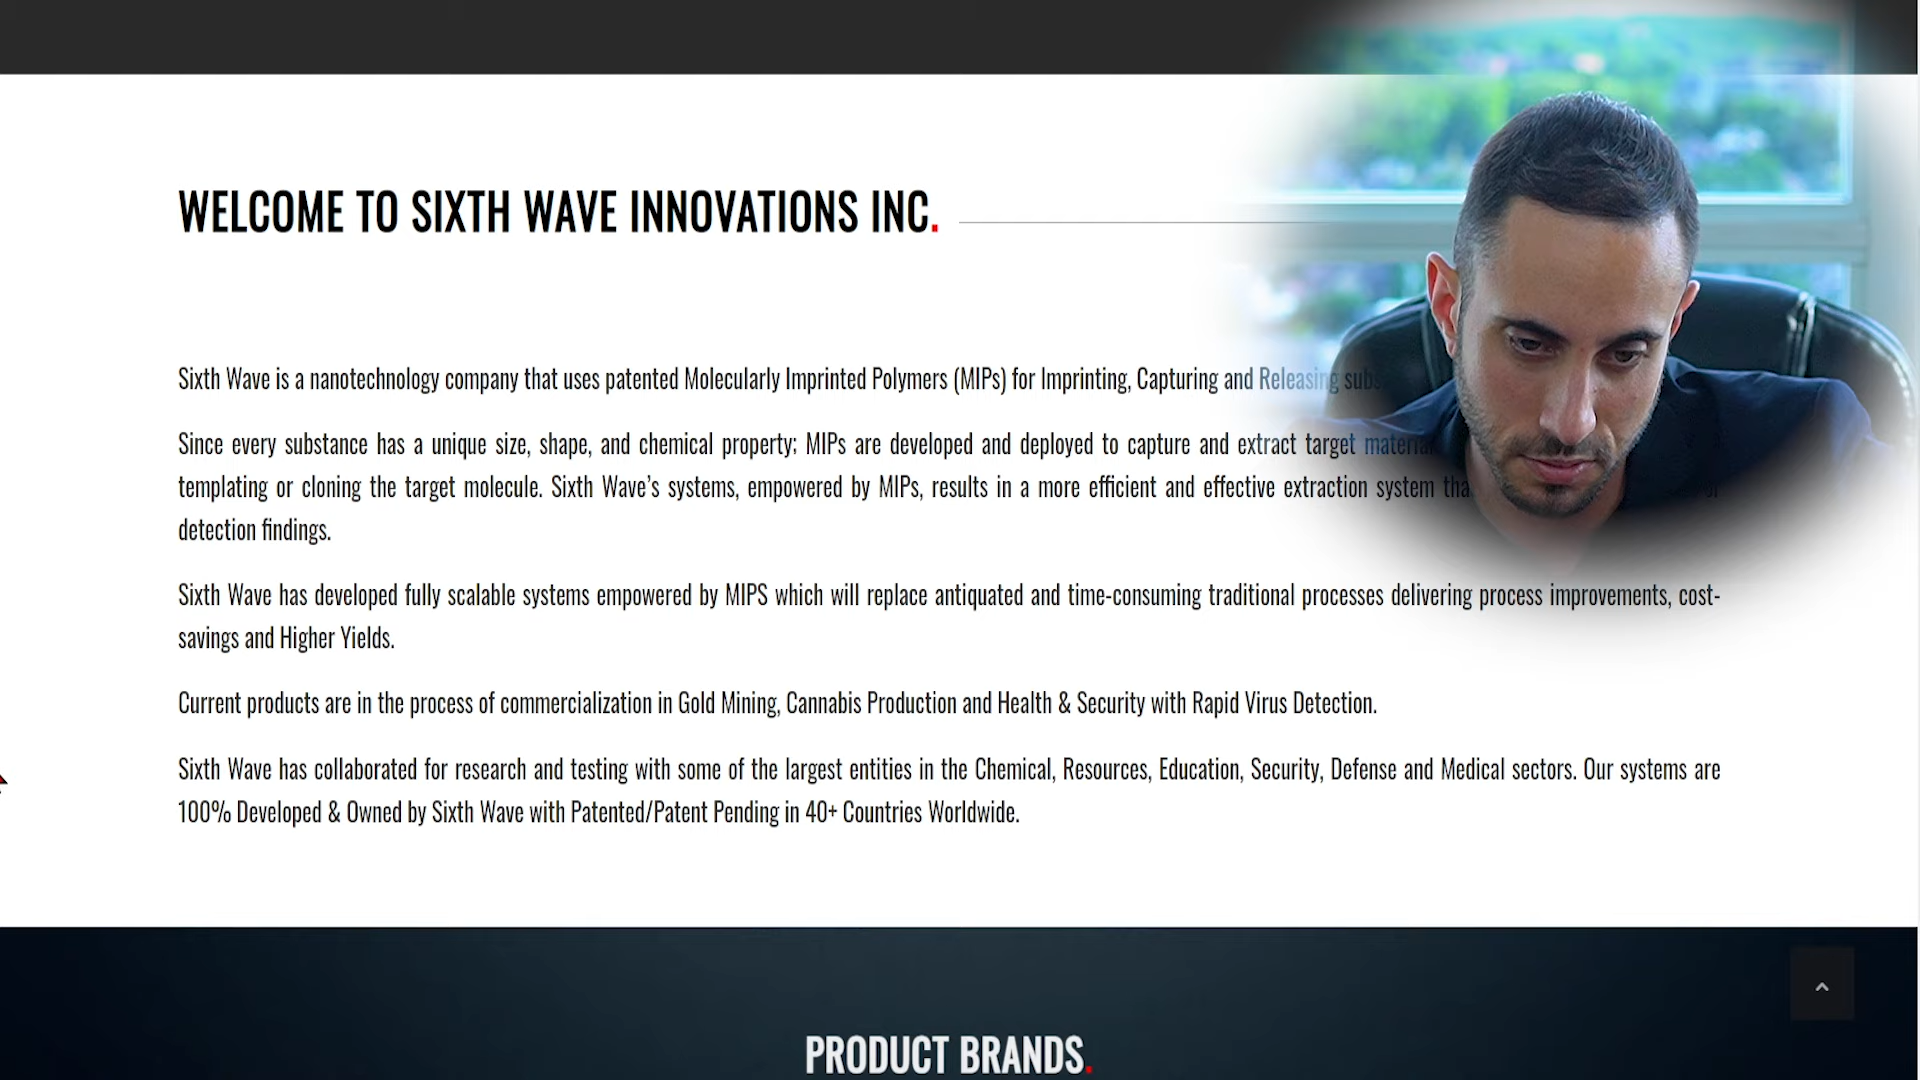 WELCOME TO SIXTH WAVE INNOVATIONS INC.
Sixth Wave is a nanotechnology company that uses patented Molecularly Imprinted Polymers (MIPs) for Imprinting, Capturing and Releasing
Since every substance has a unique size, shape, and chemical property; MIPs are developed and deployed to capture and extract target
templating or cloning the target molecule. Sixth Wave’s systems, empowered by MIPs, results in a more efficient and effective extraction system
detection findings.
Sixth Wave has developed fully scalable systems empowered by MIPS which will replace antiquated and time-consuming traditional processes delivering process improvements, cost-
savings and Higher Yields.
Current products are in the process of commercialization in Gold Mining, Cannabis Production and Health & Security with Rapid Virus Detection.
Sixth Wave has collaborated for research and testing with some of the largest entities in the Chemical, Resources, Education, Security, Defense and Medical sectors. Our systems are
100% Developed & Owned by Sixth Wave with Patented/Patent Pending in 40+ Countries Worldwide.
PRODUCT BRANDS.